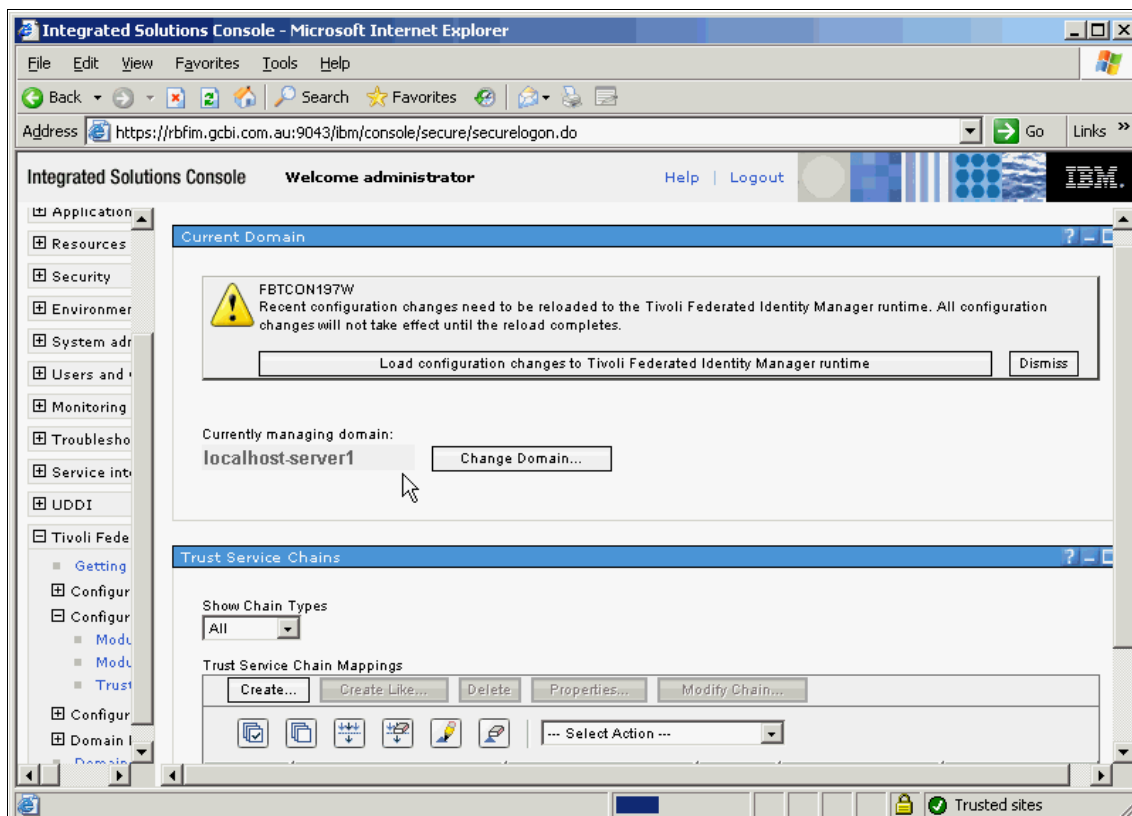 Integrated Solutions Console - Microsoft Internet Explorer
File Edit View Favorites Tools Help
Back Search Favorites
Address https://rbfim.gcbi.com.au:9043/ibm/console/secure/securelogon.do Go Links »
Integrated Solutions Console Welcome administrator Help | Logout IBM.
Application
Resources
Security
Environmer
System adr
Users and
Monitoring
Troublesho
Service inte
UDDI
Tivoli Fede
Getting
Configur
Configur
Modu
Modu
Trust
Configur
Domain
Domain
Current Domain
FBTCON197W
Recent configuration changes need to be reloaded to the Tivoli Federated Identity Manager runtime. All configuration
changes will not take effect until the reload completes.
Load configuration changes to Tivoli Federated Identity Manager runtime Dismiss
Currently managing domain:
localhost-server1 Change Domain...
Trust Service Chains
Show Chain Types
All
Trust Service Chain Mappings
Create... Create Like... Delete Properties... Modify Chain...
--- Select Action ---
Trusted sites